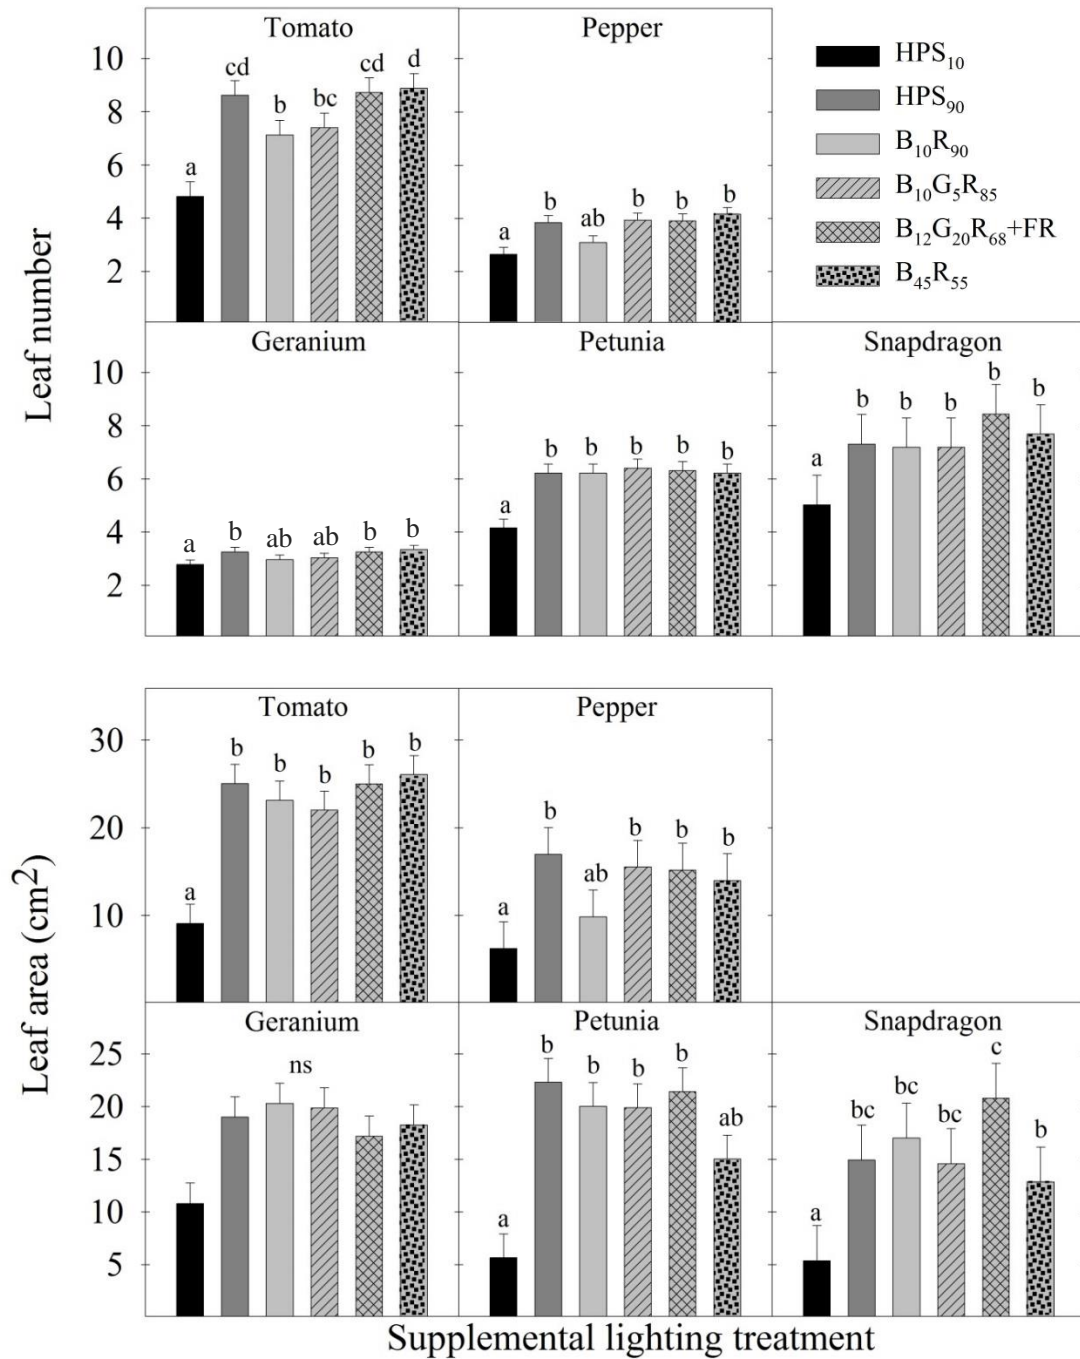 Tomato
Pepper
HPS10
HPS90
B10R90
B10G5R85
B12G20R68+FR
B45R55
Leaf number
10
8
6
4
2
a
cd
b
bc
cd
d
a
b
ab
b
b
b
Geranium
Petunia
Snapdragon
10
8
6
4
2
a
b
ab
ab
b
b
a
b
b
b
b
b
a
b
b
b
b
b
Tomato
Pepper
Leaf area (cm²)
30
20
10
a
b
b
b
b
b
a
b
ab
b
b
b
Geranium
Petunia
Snapdragon
25
20
15
10
5
ns
a
b
b
b
b
ab
a
bc
bc
bc
c
b
Supplemental lighting treatment